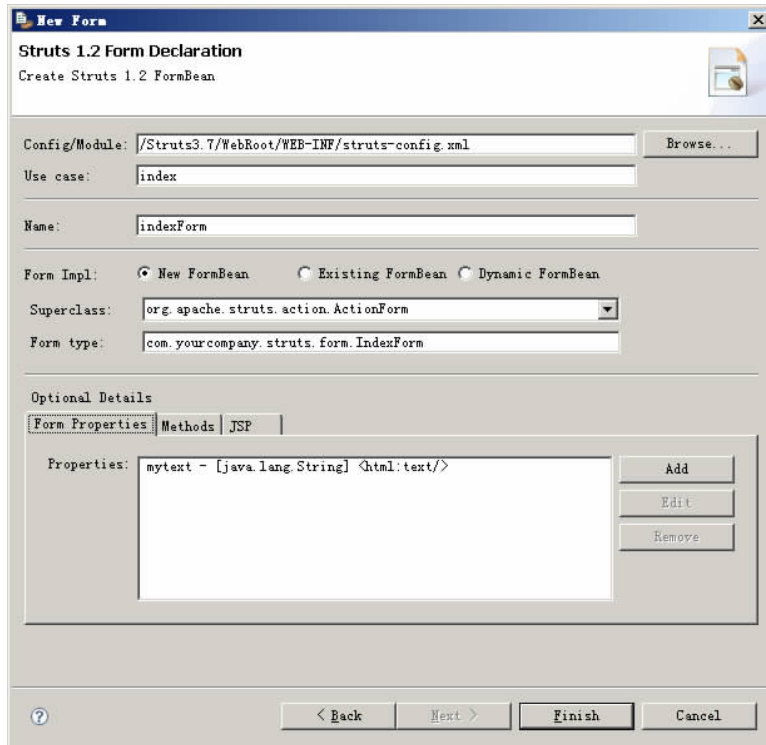 New Form
Struts 1.2 Form Declaration
Create Struts 1.2 FormBean
Config/Module: /Struts3.7/WebRoot/WEB-INF/struts-config.xml Browse...
Use case: index
Name: indexForm
Form Impl: New FormBean Existing FormBean Dynamic FormBean
Superclass: org.apache.struts.action.ActionForm
Form type: com.yourcompany.struts.form.IndexForm
Optional Details
Form Properties Methods JSP
Properties: mytext - [java.lang.String] <html:text/> Add
Edit
Remove
? < Back Next > Finish Cancel